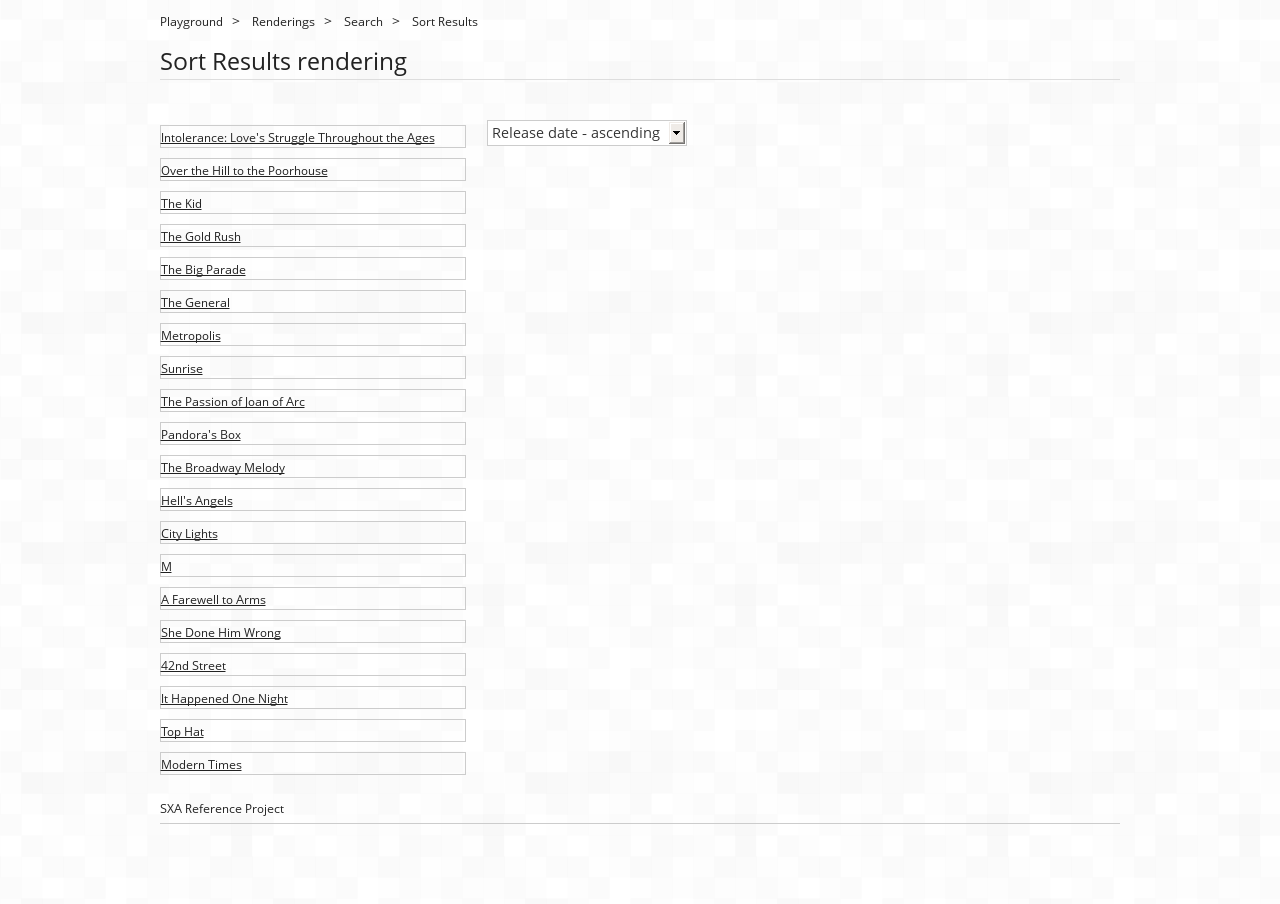 Playground > Renderings > Search > Sort Results
Sort Results rendering
Intolerance: Love's Struggle Throughout the Ages
Release date - ascending
Over the Hill to the Poorhouse
The Kid
The Gold Rush
The Big Parade
The General
Metropolis
Sunrise
The Passion of Joan of Arc
Pandora's Box
The Broadway Melody
Hell's Angels
City Lights
M
A Farewell to Arms
She Done Him Wrong
42nd Street
It Happened One Night
Top Hat
Modern Times
SXA Reference Project